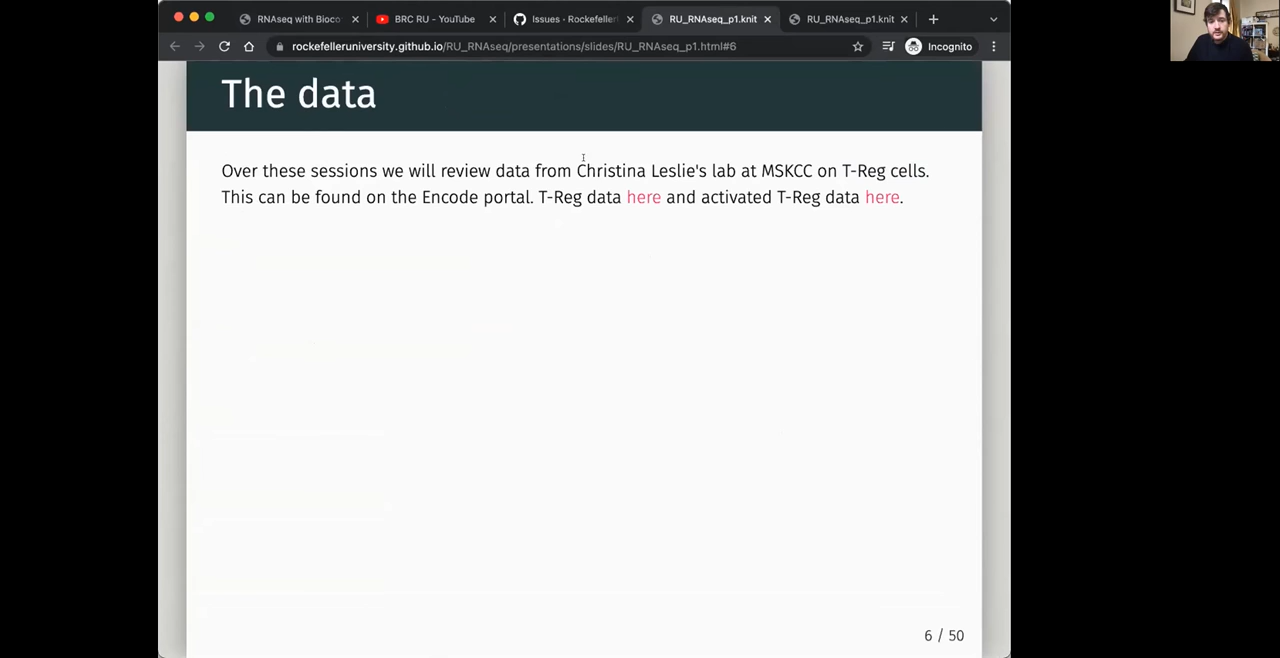 RNAseq with Bioco
BRC RU - YouTube
Issues · Rockefeller
RU_RNAseq_p1.knit
RU_RNAseq_p1.knit
rockefelleruniversity.github.io/RU_RNAseq/presentations/slides/RU_RNAseq_p1.html#6
Incognito
The data
Over these sessions we will review data from Christina Leslie's lab at MSKCC on T-Reg cells.
This can be found on the Encode portal. T-Reg data here and activated T-Reg data here.
6 / 50